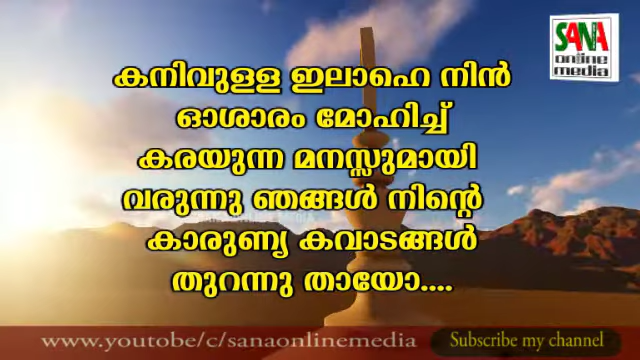 SANA
online
media
കനിവുളള ഇലാഹെ നിൻ
ഓശാരം മോഹിച്ച്
കരയുന്ന മനസ്സുമായി
വരുന്നു ഞങ്ങൾ നിന്റെ
കാരുണ്യ കവാടങ്ങൾ
തുറന്നു തായോ....
www.youtobe/c/sanaonlinemedia
Subscribe my channel